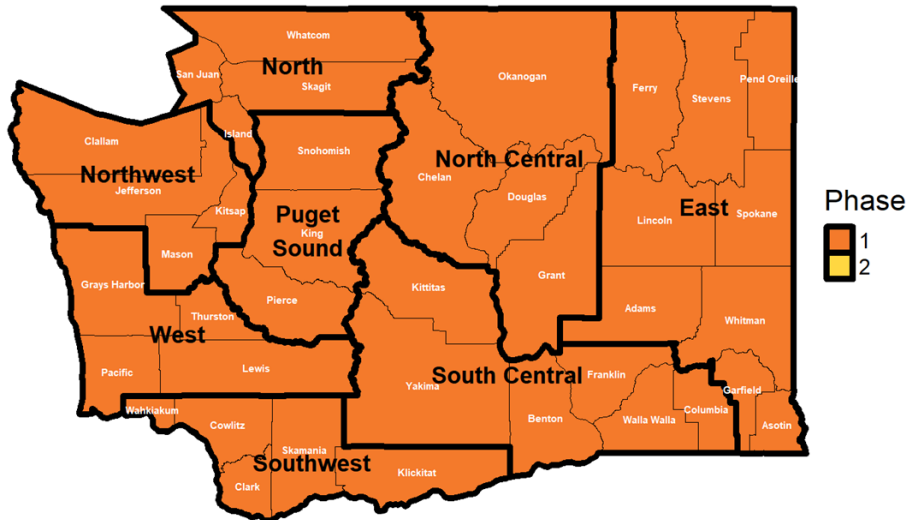 Whatcom
San Juan
North
Skagit
Okanogan
Ferry
Stevens
Pend Oreille
Clallam
Island
Snohomish
North Central
Northwest
Jefferson
Chelan
Douglas
Kitsap
Puget
Sound
King
Lincoln
East
Spokane
Mason
Grays Harbor
Kittitas
Grant
Pierce
Thurston
West
Adams
Whitman
Pacific
Lewis
Yakima
South Central
Franklin
Garfield
Wahkiakum
Cowlitz
Benton
Walla Walla
Columbia
Asotin
Skamania
Southwest
Klickitat
Clark
Phase
1
2